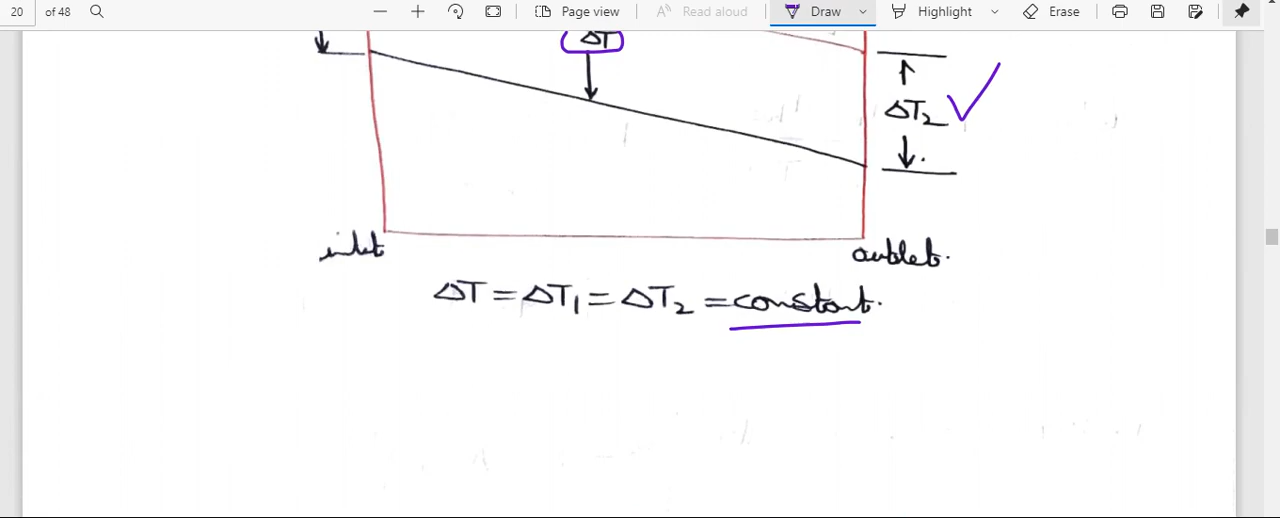 20 of 48 Page view Read aloud Draw Highlight Erase
ΔT
ΔT₂
inlet
outlet.
ΔT = ΔT₁ = ΔT₂ = constant.